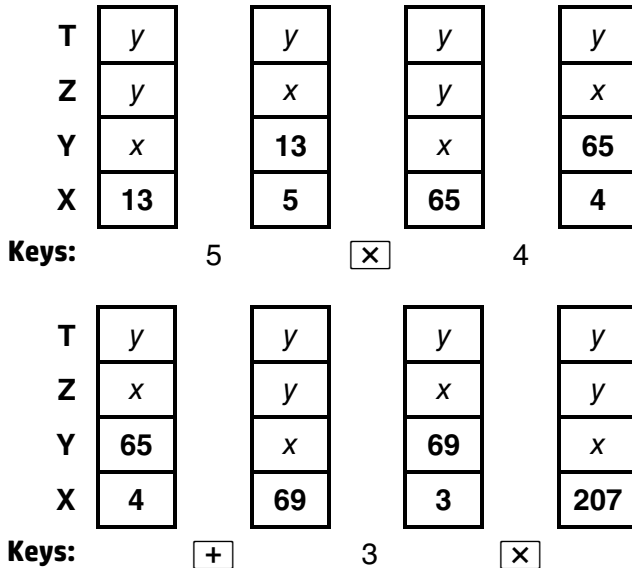 T y y y y
Z y x y x
Y x 13 x 65
X 13 5 65 4
Keys: 5 × 4
T y y y y
Z x y x y
Y 65 x 69 x
X 4 69 3 207
Keys: + 3 ×